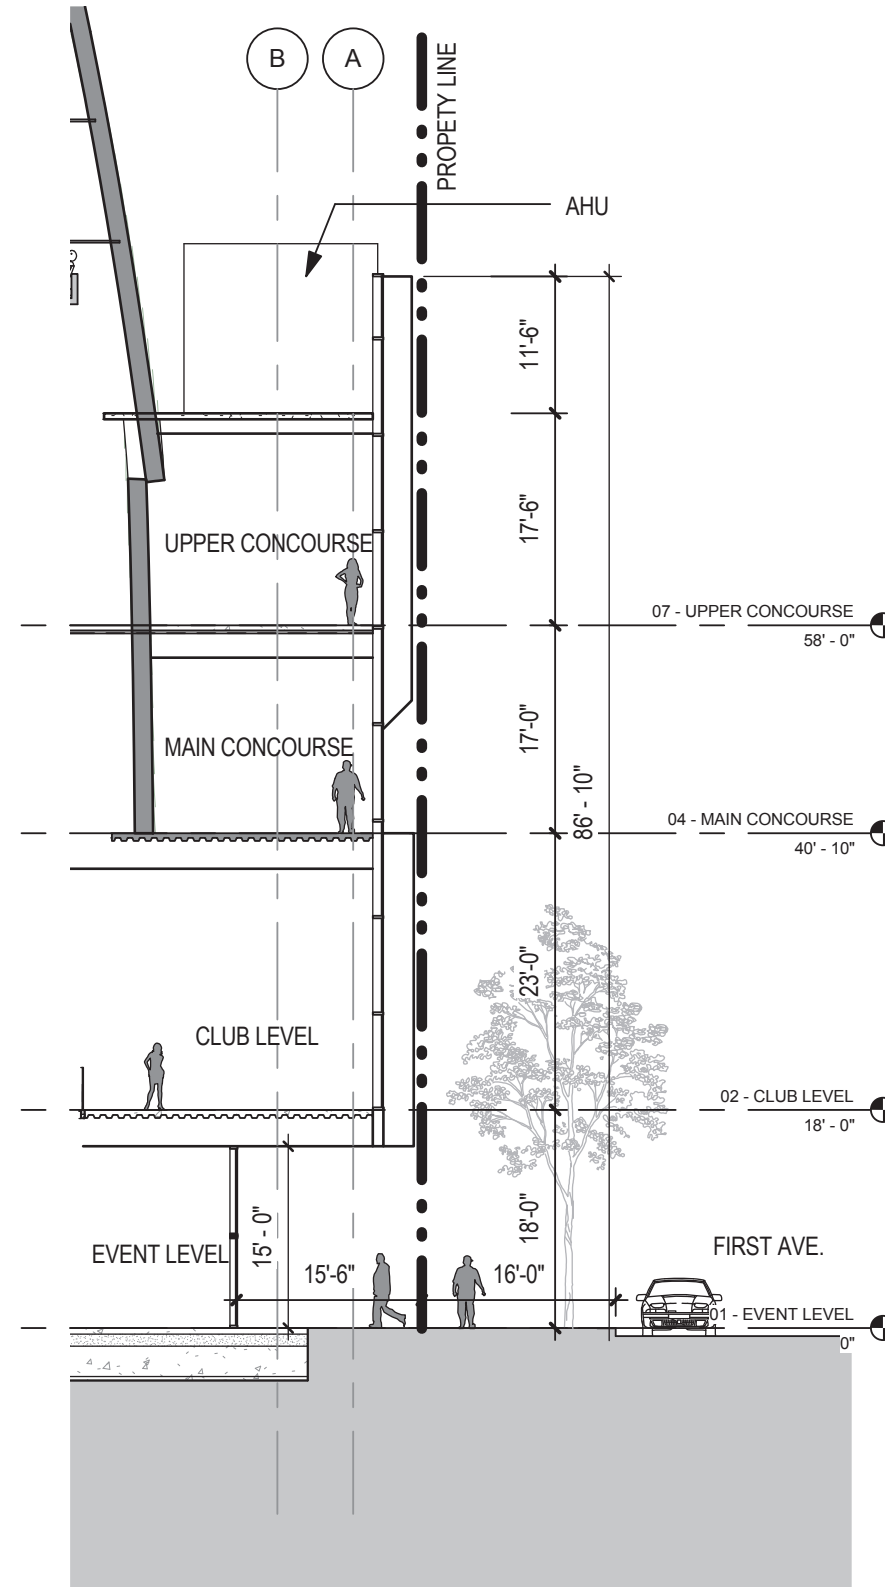 B
A
PROPETY LINE
AHU
11'-6"
17'-6"
UPPER CONCOURSE
07 - UPPER CONCOURSE
58' - 0"
17'-0"
MAIN CONCOURSE
86' - 10"
04 - MAIN CONCOURSE
40' - 10"
23'-0"
CLUB LEVEL
02 - CLUB LEVEL
18' - 0"
18'-0"
15' - 0"
EVENT LEVEL
15'-6"
16'-0"
FIRST AVE.
01 - EVENT LEVEL
0"